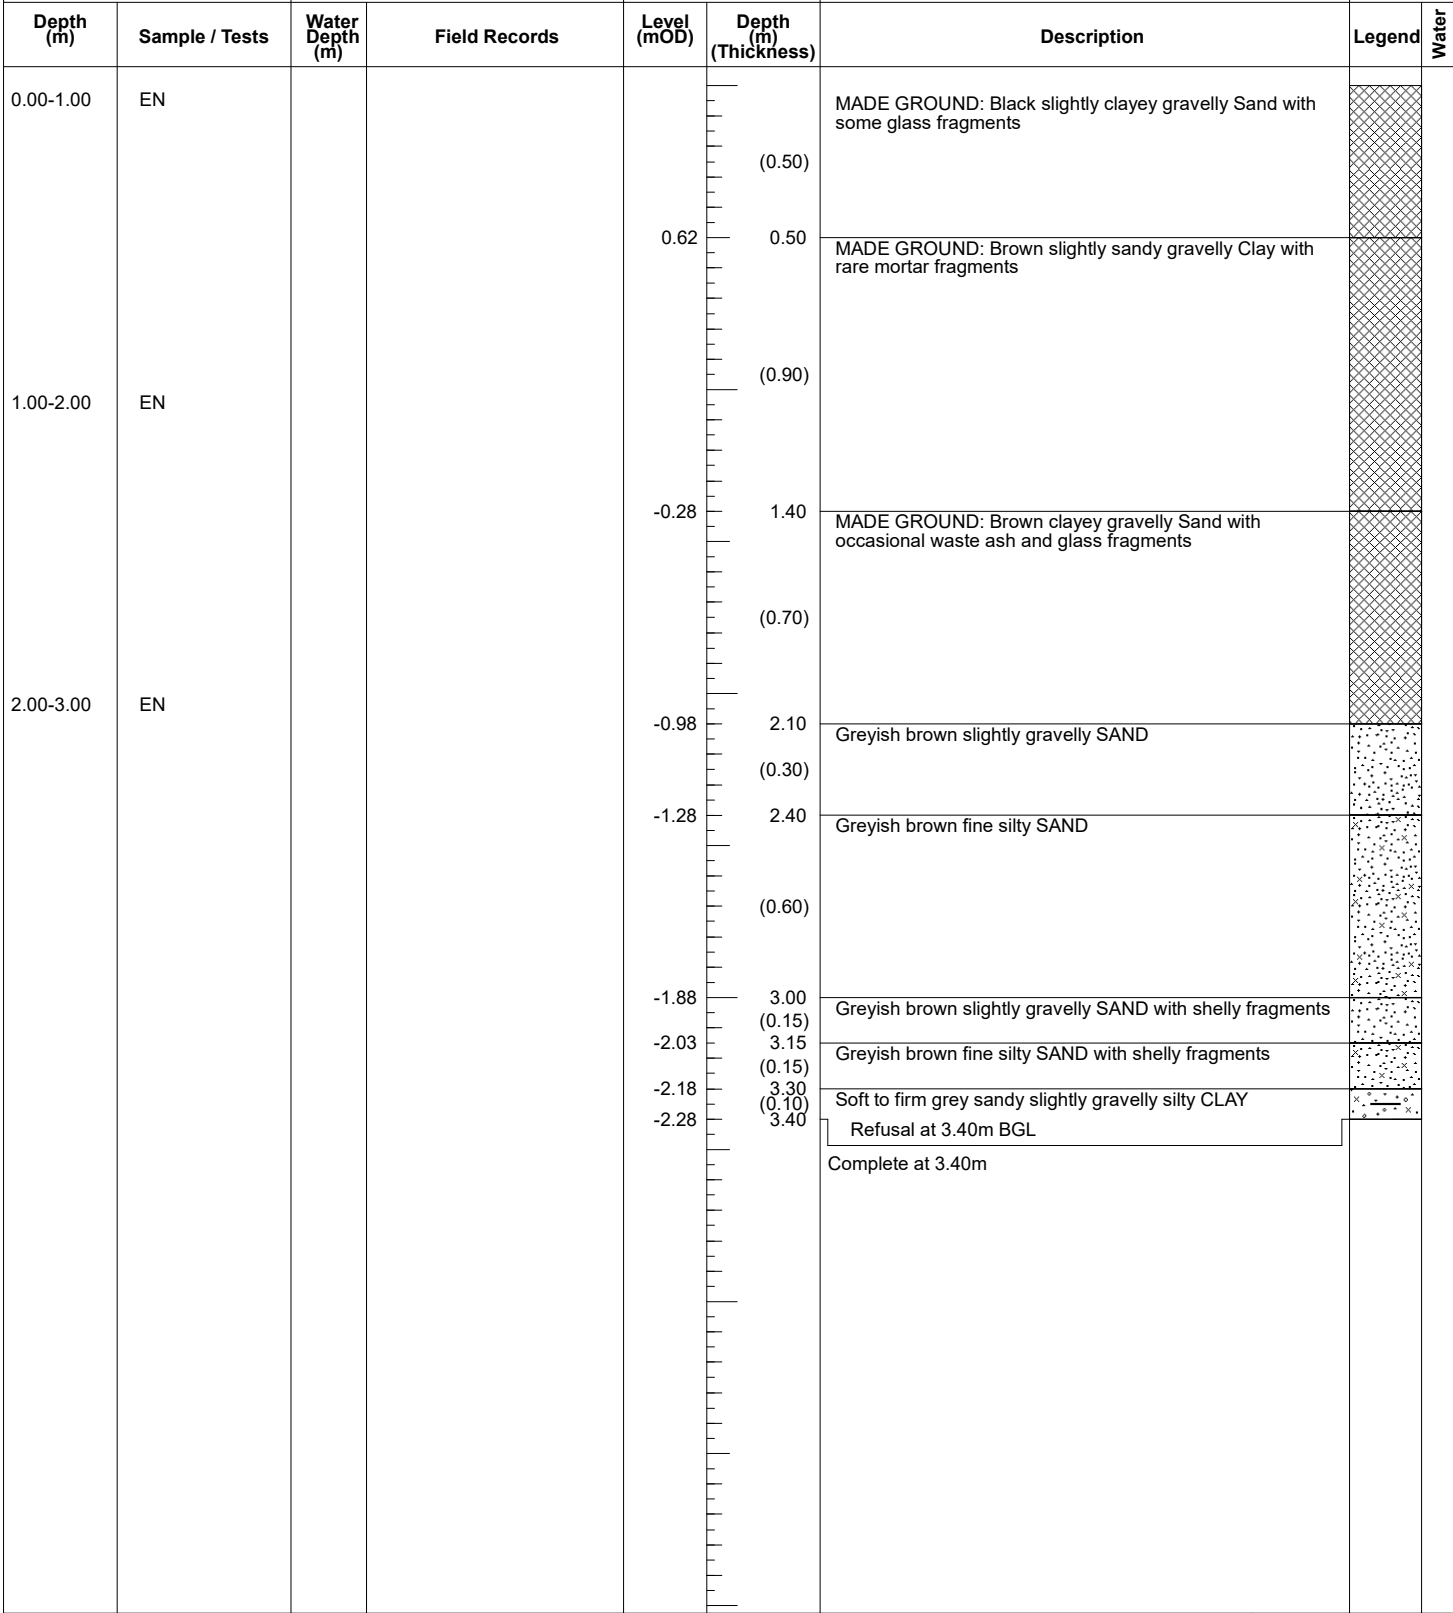 Depth
(m)
Sample / Tests
Water
Depth
(m)
Field Records
Level
(mOD)
Depth
(m)
(Thickness)
Description
Legend
Water
0.00-1.00 EN
MADE GROUND: Black slightly clayey gravelly Sand with
some glass fragments
(0.50)
0.62 0.50
MADE GROUND: Brown slightly sandy gravelly Clay with
rare mortar fragments
(0.90)
1.00-2.00 EN
-0.28 1.40
MADE GROUND: Brown clayey gravelly Sand with
occasional waste ash and glass fragments
(0.70)
2.00-3.00 EN
-0.98 2.10
Greyish brown slightly gravelly SAND
(0.30)
-1.28 2.40
Greyish brown fine silty SAND
(0.60)
-1.88 3.00
Greyish brown slightly gravelly SAND with shelly fragments
(0.15)
-2.03 3.15
Greyish brown fine silty SAND with shelly fragments
(0.15)
-2.18 3.30
Soft to firm grey sandy slightly gravelly silty CLAY
(0.10)
-2.28 3.40
Refusal at 3.40m BGL
Complete at 3.40m